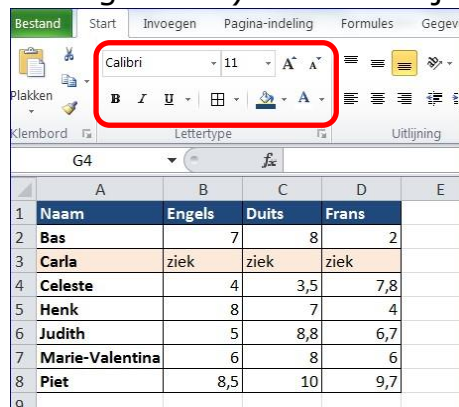 Bestand Start Invoegen Pagina-indeling Formules Gegev
Calibri 11 A A
Plakken B I U A
Klembord Lettertype Uitlijning
G4 fx
A B C D E
1 Naam Engels Duits Frans
2 Bas 7 8 2
3 Carla ziek ziek ziek
4 Celeste 4 3,5 7,8
5 Henk 8 7 4
6 Judith 5 8,8 6,7
7 Marie-Valentina 6 8 6
8 Piet 8,5 10 9,7
9